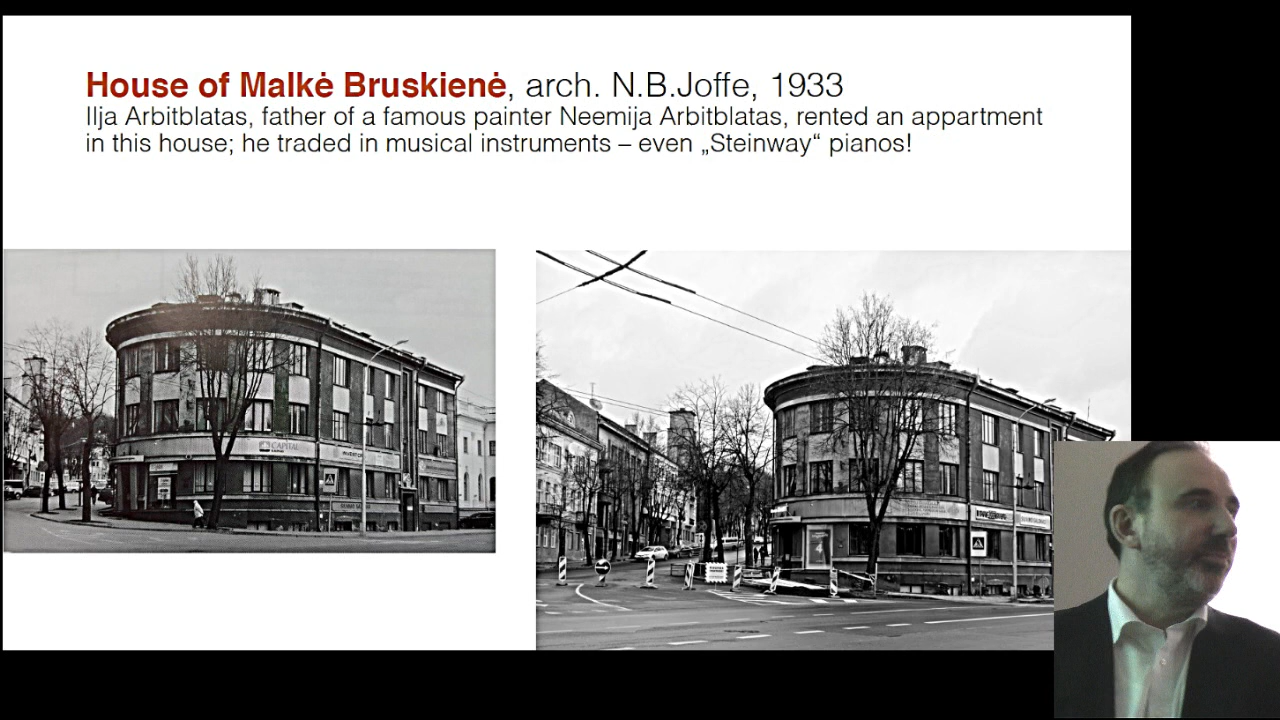 House of Malkė Bruskienė, arch. N.B.Joffe, 1933
Ilja Arbitblatas, father of a famous painter Neemija Arbitblatas, rented an appartment
in this house; he traded in musical instruments – even „Steinway“ pianos!
CAPITAL